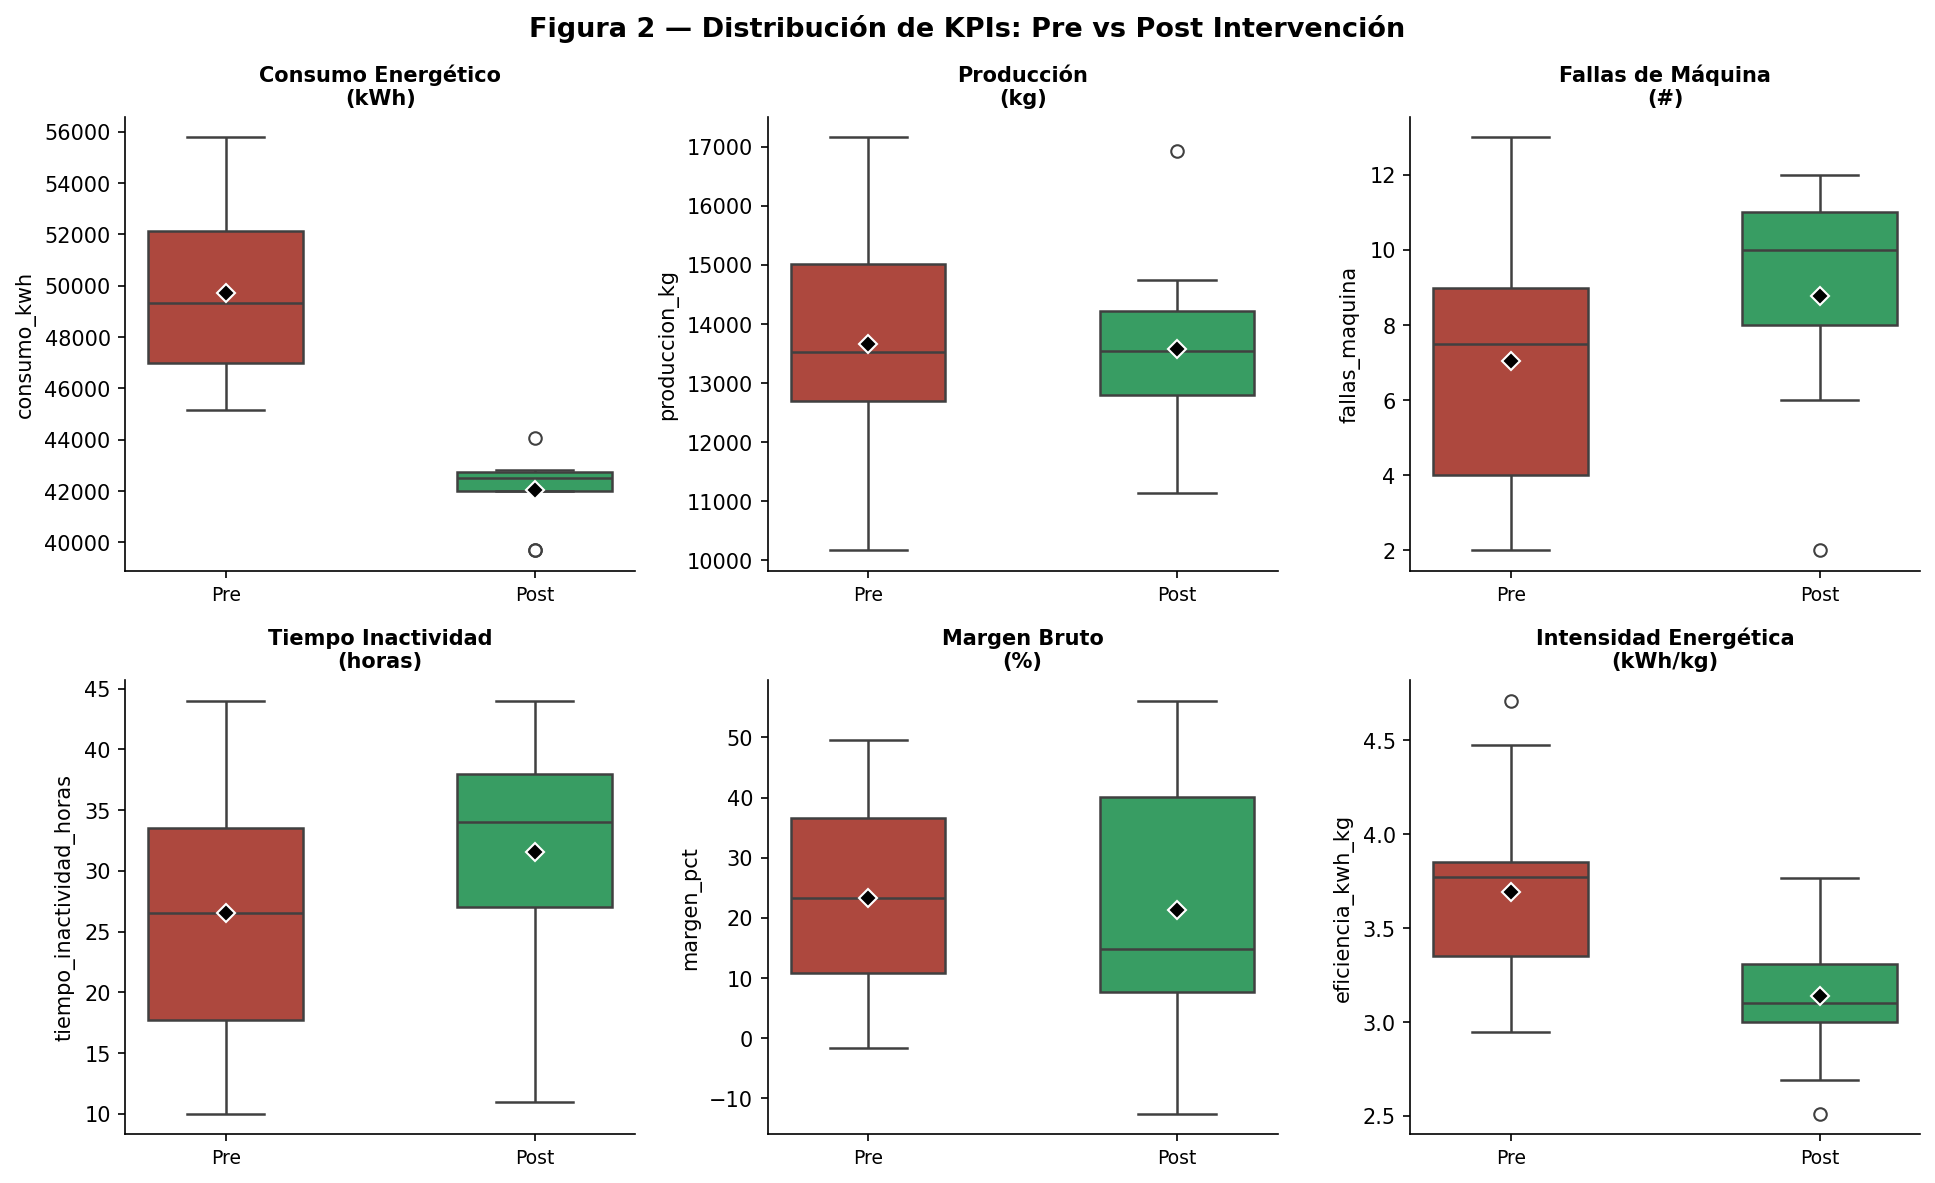 Figura 2 — Distribución de KPIs: Pre vs Post Intervención
Consumo Energético
(kWh)
consumo_kwh
56000
54000
52000
50000
48000
46000
44000
42000
40000
Pre
Post
Producción
(kg)
produccion_kg
17000
16000
15000
14000
13000
12000
11000
10000
Pre
Post
Fallas de Máquina
(#)
fallas_maquina
12
10
8
6
4
2
Pre
Post
Tiempo Inactividad
(horas)
tiempo_inactividad_horas
45
40
35
30
25
20
15
10
Pre
Post
Margen Bruto
(%)
margen_pct
50
40
30
20
10
0
−10
Pre
Post
Intensidad Energética
(kWh/kg)
eficiencia_kwh_kg
4.5
4.0
3.5
3.0
2.5
Pre
Post